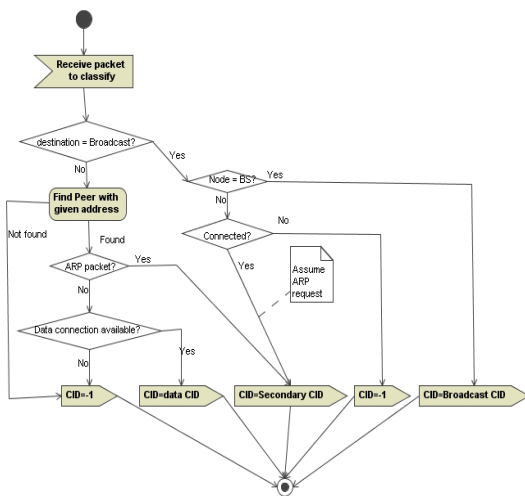 Receive packet
to classify
destination = Broadcast?
Yes
No
Node = BS?
Yes
No
Find Peer with
given address
Not found
Found
Connected?
No
Yes
ARP packet?
Yes
No
Assume
ARP
request
Data connection available?
Yes
No
CID=-1
CID=data CID
CID=Secondary CID
CID=-1
CID=Broadcast CID